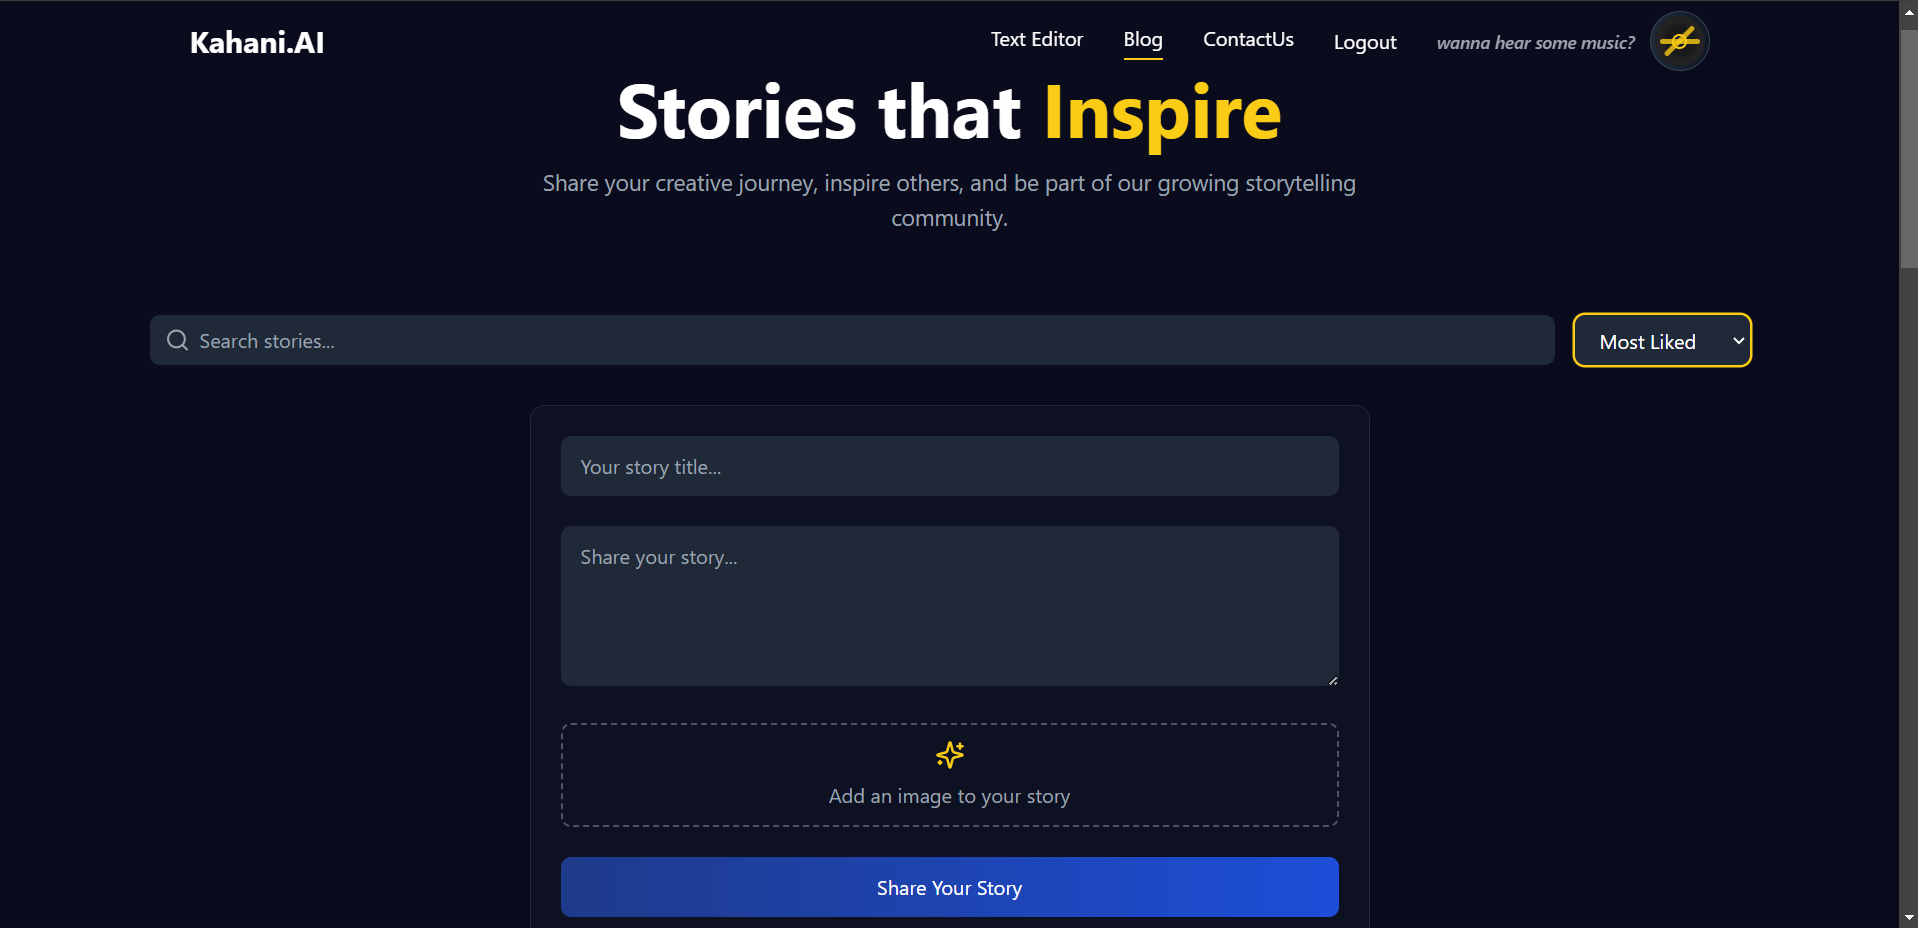 Kahani.AI
Text Editor
Blog
ContactUs
Logout
wanna hear some music?
Stories that Inspire
Share your creative journey, inspire others, and be part of our growing storytelling
community.
Search stories...
Most Liked
Your story title...
Share your story...
Add an image to your story
Share Your Story